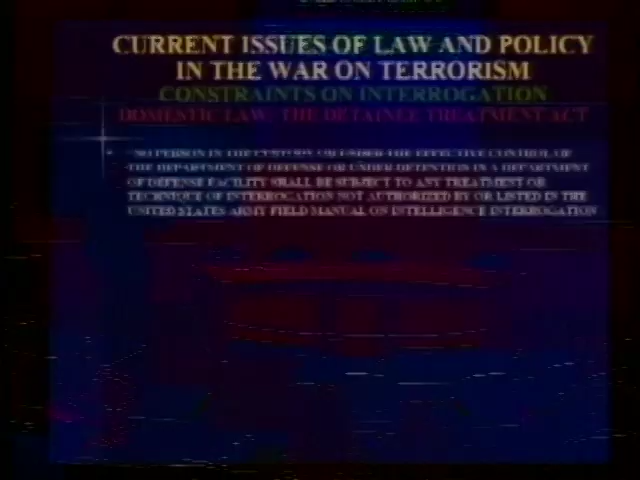 CURRENT ISSUES OF LAW AND POLICY
IN THE WAR ON TERRORISM
CONSTRAINTS ON INTERROGATION
DOMESTIC LAW: THE DETAINEE TREATMENT ACT
NO PERSON IN THE CUSTODY OR UNDER THE EFFECTIVE CONTROL OF
THE DEPARTMENT OF DEFENSE OR UNDER DETENTION IN A DEPARTMENT
OF DEFENSE FACILITY SHALL BE SUBJECT TO ANY TREATMENT OR
TECHNIQUE OF INTERROGATION NOT AUTHORIZED BY OR LISTED IN THE
UNITED STATES ARMY FIELD MANUAL ON INTELLIGENCE INTERROGATION